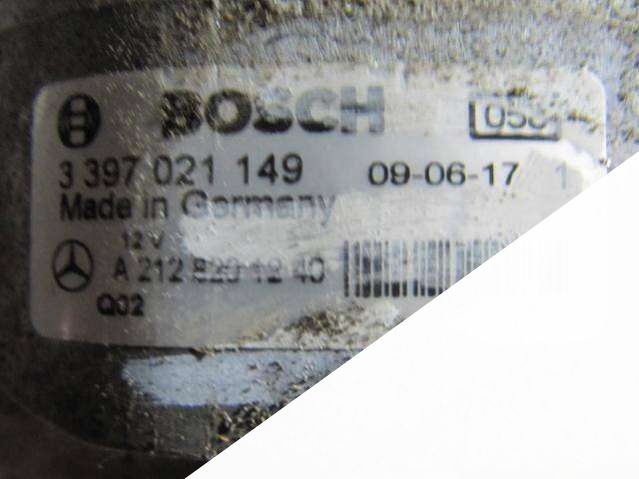 BOSCH
3 397 021 149 09-06-17
Made in Germany
12 V
A 212 820 12 40
Q02